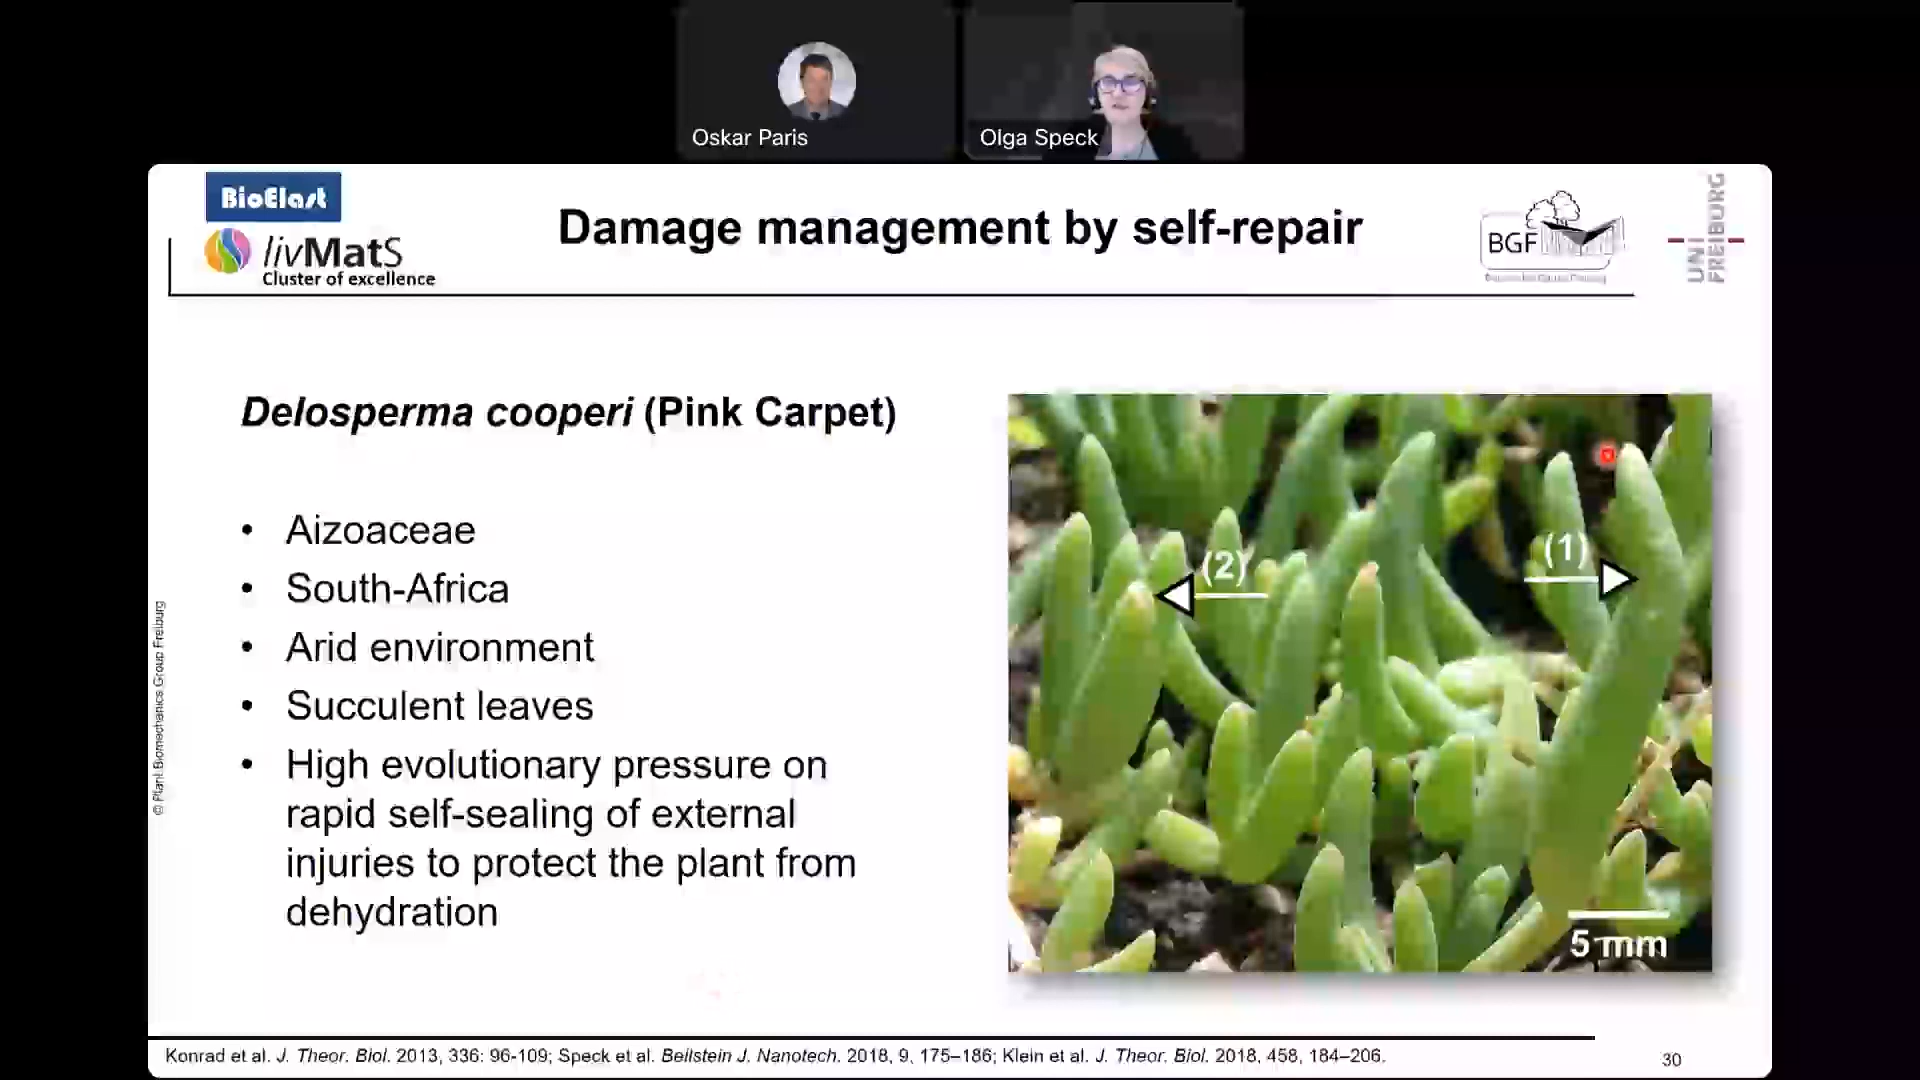 Oskar Paris
Olga Speck
BioElast
livMatS
Cluster of excellence
Damage management by self-repair
BGF
UNI
FREIBURG
Delosperma cooperi (Pink Carpet)
• Aizoaceae
• South-Africa
• Arid environment
• Succulent leaves
• High evolutionary pressure on
rapid self-sealing of external
injuries to protect the plant from
dehydration
(2)
(1)
5 mm
© Plant Biomechanics Group Freiburg
Konrad et al. J. Theor. Biol. 2013, 336: 96-109; Speck et al. Beilstein J. Nanotech. 2018, 9, 175–186; Klein et al. J. Theor. Biol. 2018, 458, 184–206.
30